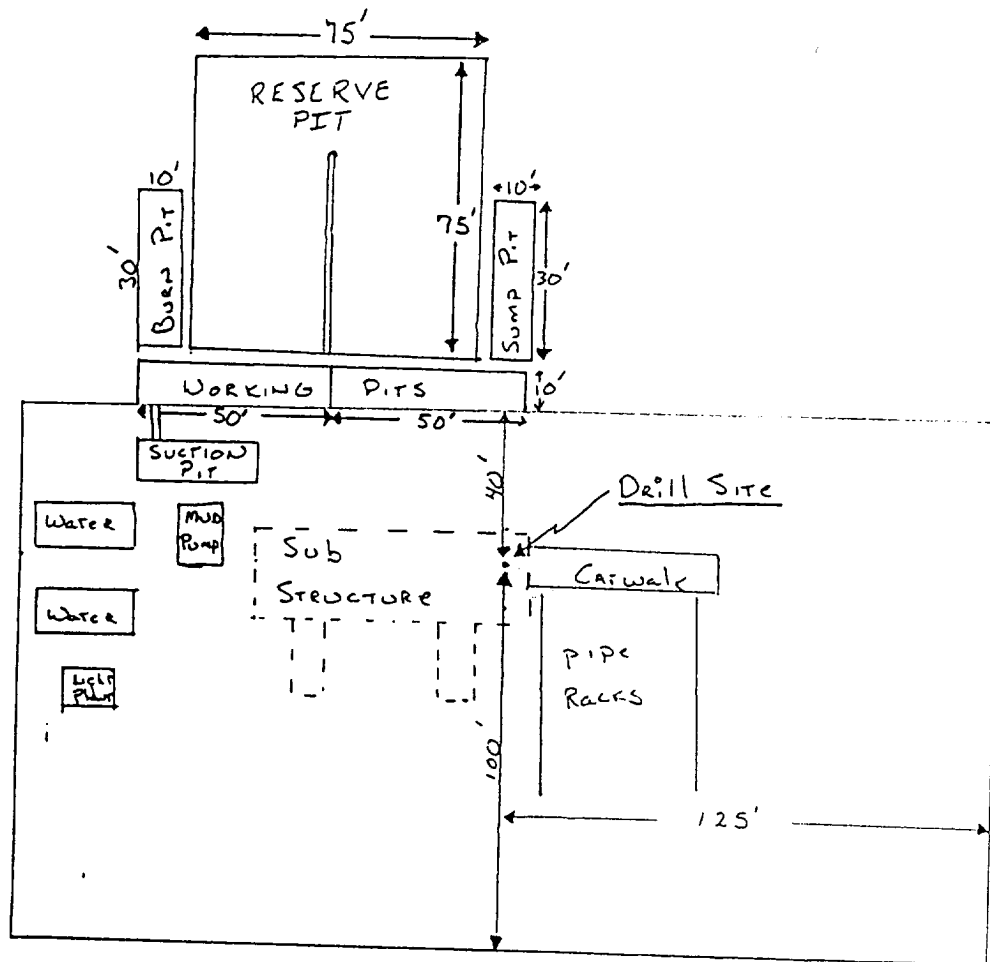 75'
RESERVE
PIT
10'
10'
75'
30'
BURN PIT
SUMP PIT
30'
WORKING PITS
10'
50'
50'
SUCTION
PIT
40'
DRill SITe
WaTeR
MUD
PumP
Sub
STRUCTURe
CATwalk
WaTeR
pipe
RacKS
LighT
PlanT
100'
125'